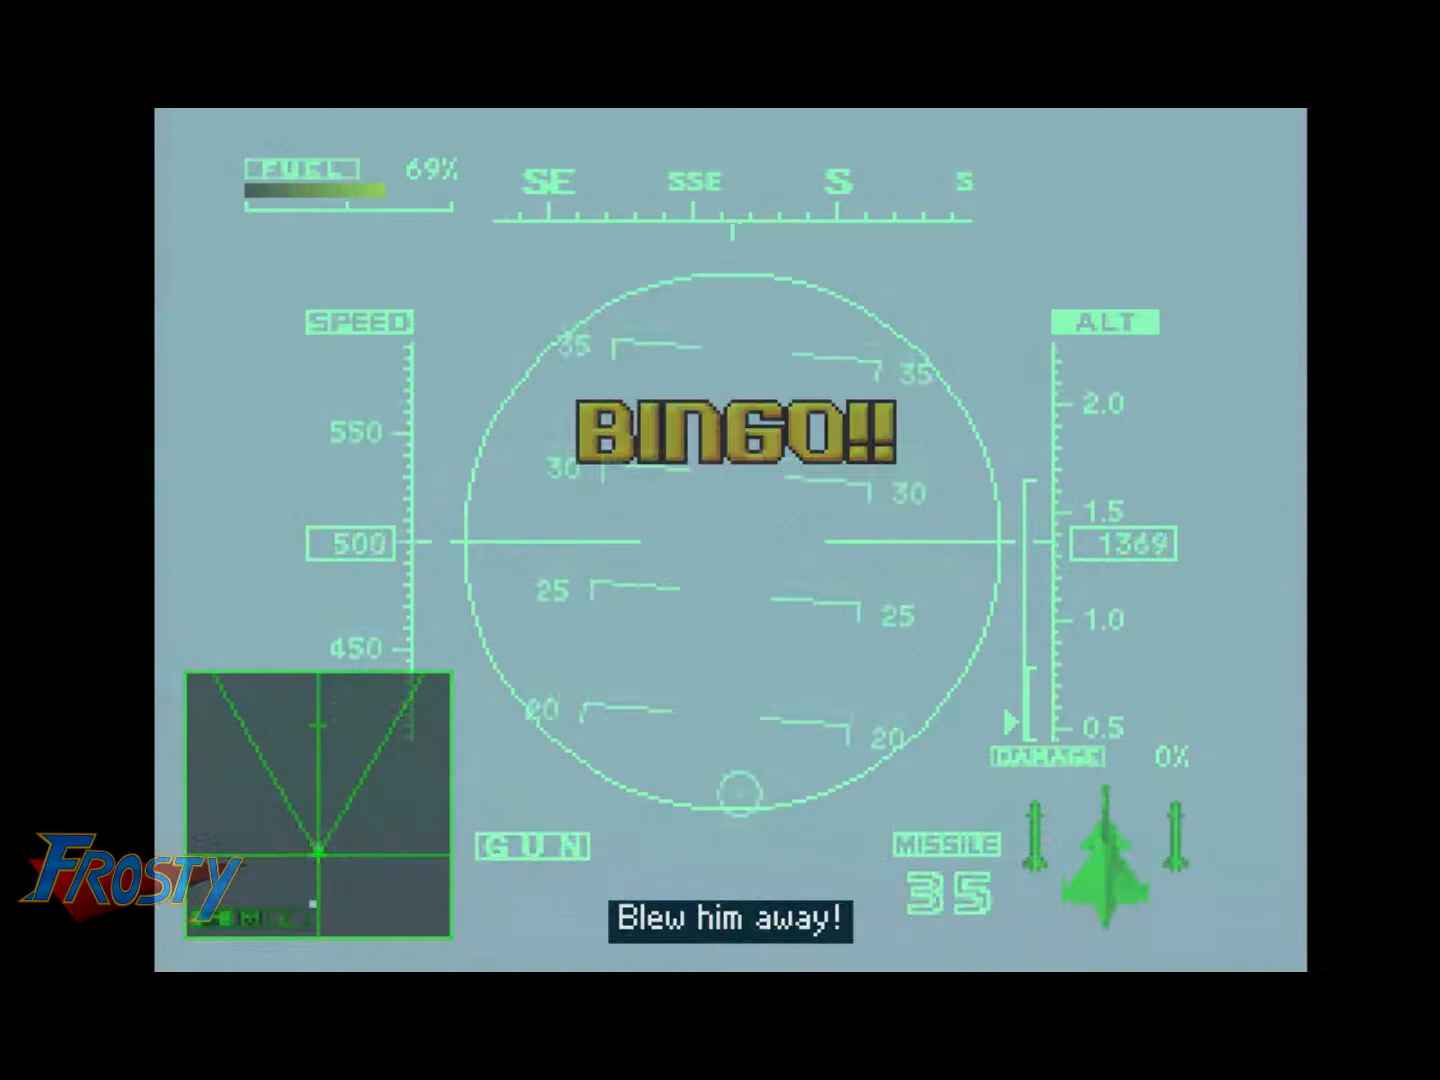 FUEL 69%
SE SSE S S
SPEED
ALT
35 35
BINGO!!
2.0
550
30 30
1.5
500
1369
25 25
1.0
450
20 20
0.5
DAMAGE 0%
GUN
MISSILE
35
FROSTY
Blew him away!